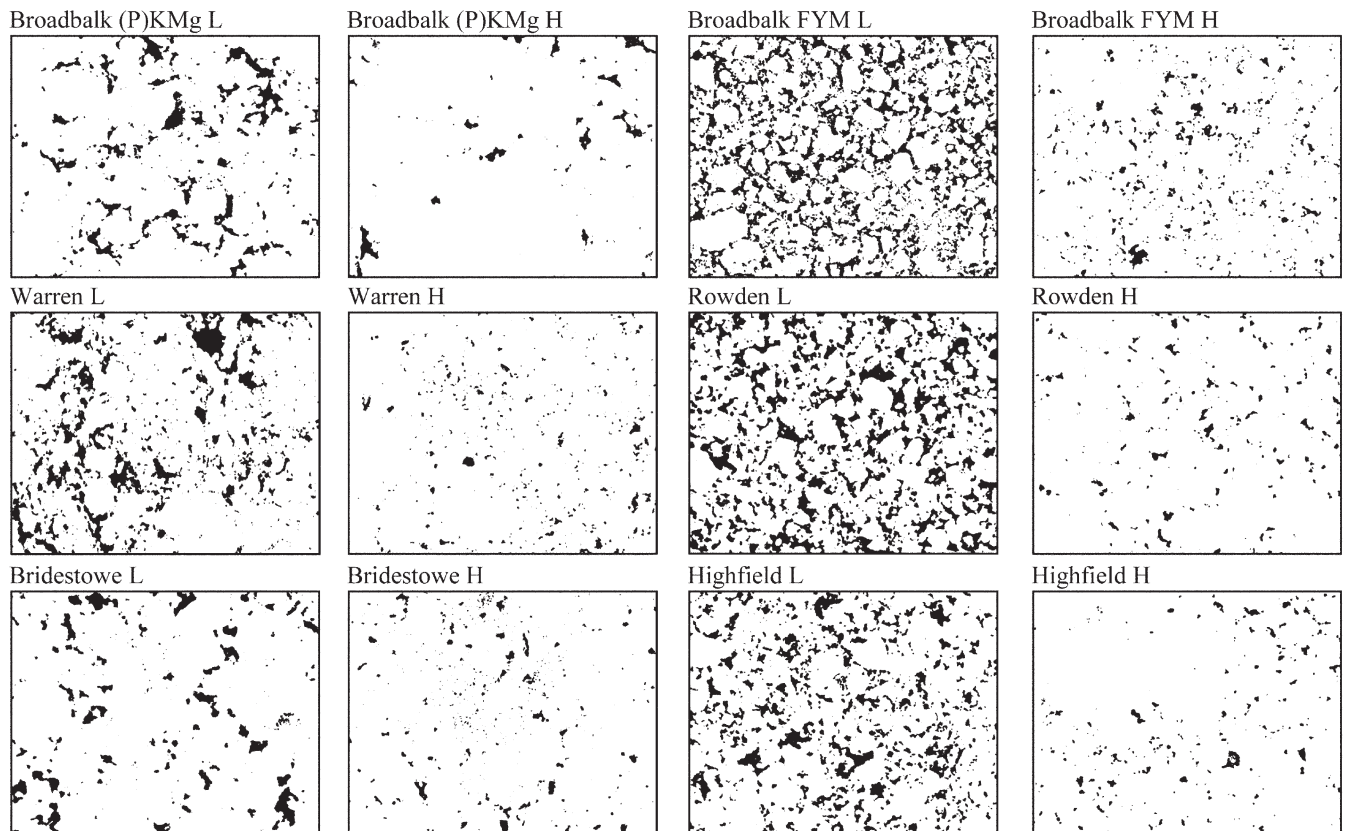 Broadbalk (P)KMg L
Broadbalk (P)KMg H
Broadbalk FYM L
Broadbalk FYM H
Warren L
Warren H
Rowden L
Rowden H
Bridestowe L
Bridestowe H
Highfield L
Highfield H